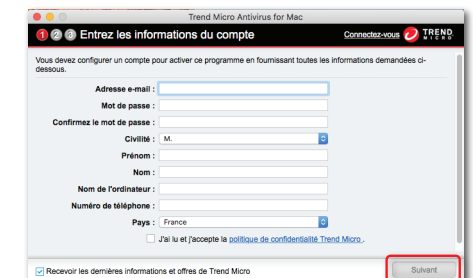 Trend Micro Antivirus for Mac
1 2 3 Entrez les informations du compte
Connectez-vous
TREND MICRO
Vous devez configurer un compte pour activer ce programme en fournissant toutes les informations demandées ci-
dessous.
Adresse e-mail :
Mot de passe :
Confirmez le mot de passe :
Civilité : M.
Prénom :
Nom :
Nom de l'ordinateur :
Numéro de téléphone :
Pays : France
J'ai lu et j'accepte la politique de confidentialité Trend Micro .
Recevoir les dernières informations et offres de Trend Micro
Suivant